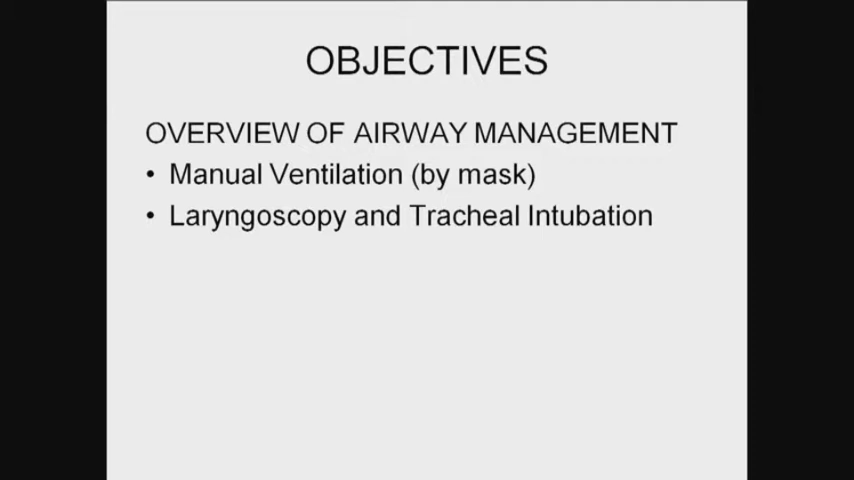 OBJECTIVES
OVERVIEW OF AIRWAY MANAGEMENT
• Manual Ventilation (by mask)
• Laryngoscopy and Tracheal Intubation